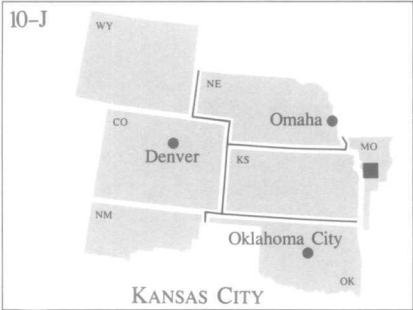 10-J
WY
NE
Omaha
CO
MO
Denver
KS
NM
Oklahoma City
OK
KANSAS CITY